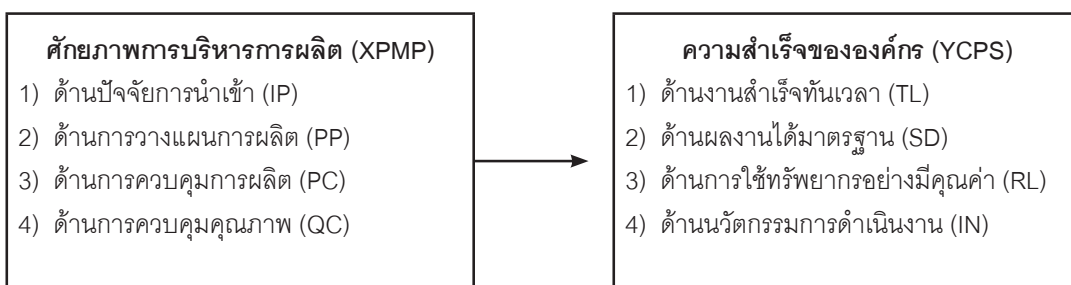 ศักยภาพการบริหารการผลิต (XPMP)
1) ด้านปัจจัยการนำเข้า (IP)
2) ด้านการวางแผนการผลิต (PP)
3) ด้านการควบคุมการผลิต (PC)
4) ด้านการควบคุมคุณภาพ (QC)
ความสำเร็จขององค์กร (YCPS)
1) ด้านงานสำเร็จทันเวลา (TL)
2) ด้านผลงานได้มาตรฐาน (SD)
3) ด้านการใช้ทรัพยากรอย่างมีคุณค่า (RL)
4) ด้านนวัตกรรมการดำเนินงาน (IN)